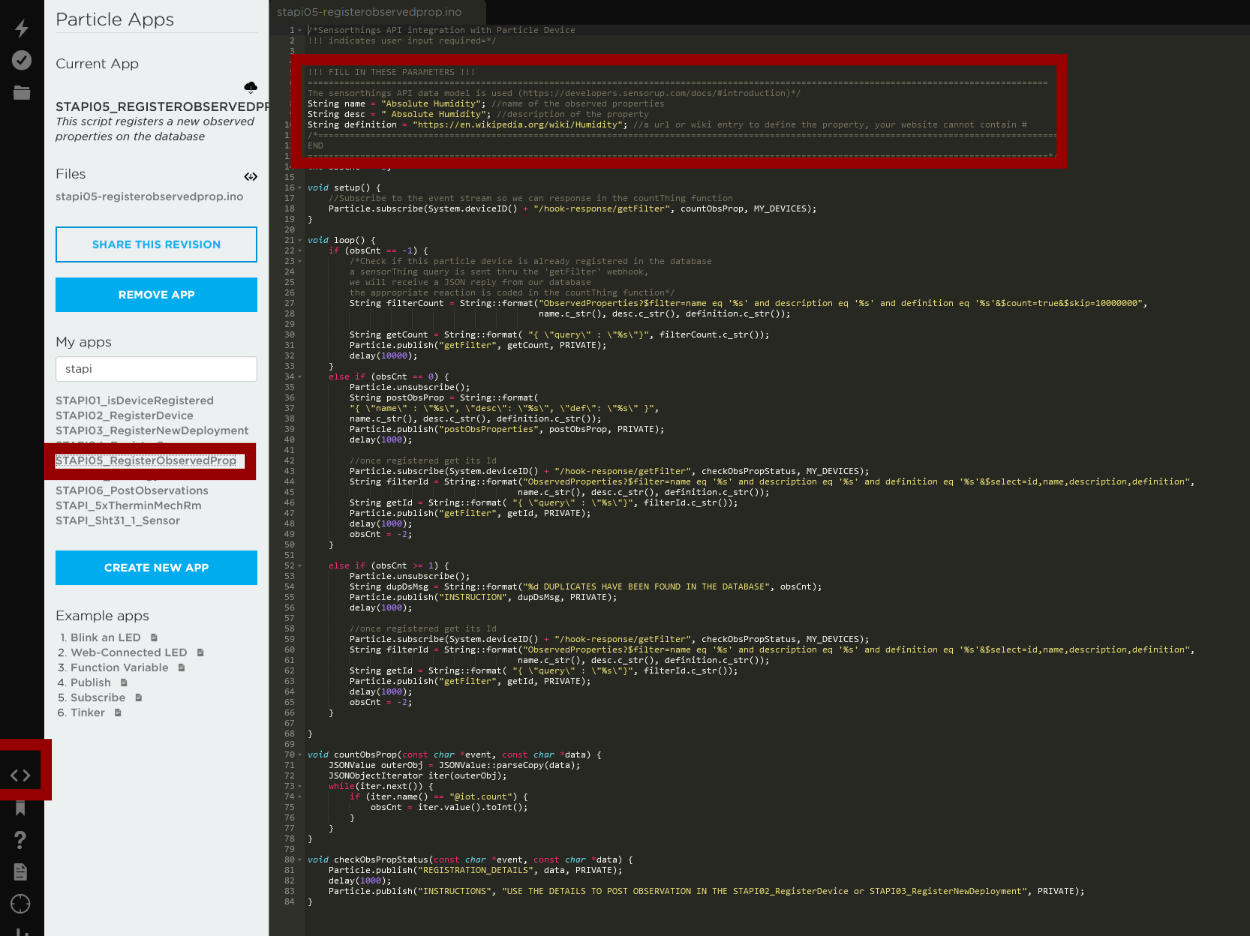 Particle Apps
Current App
STAPI05_REGISTEROBSERVEDPR
This script registers a new observed
properties on the database
Files
stapi05-registerobservedprop.ino
SHARE THIS REVISION
REMOVE APP
My apps
stapi
STAPI01_isDeviceRegistered
STAPI02_RegisterDevice
STAPI03_RegisterNewDeployment
STAPI05_RegisterObservedProp
STAPI06_PostObservations
STAPI_5xTherminMechRm
STAPI_Sht31_1_Sensor
CREATE NEW APP
Example apps
1. Blink an LED
2. Web-Connected LED
3. Function Variable
4. Publish
5. Subscribe
6. Tinker
stapi05-registerobservedprop.ino
1 /*Sensorthings API integration with Particle Device
2 !!! indicates user input required=*/
3
!!! FILL IN THESE PARAMETERS !!!
=====================================================================
The sensorthings API data model is used (https://developers.sensorup.com/docs/#introduction)*/
String name = "Absolute Humidity"; //name of the observed properties
String desc = " Absolute Humidity"; //description of the property
String definition = "https://en.wikipedia.org/wiki/Humidity"; //a url or wiki entry to define the property, your website cannot contain #
/*=====================================================================
END
=====================================================================*/
14
15
16 void setup() {
17 //Subscribe to the event stream so we can response in the countThing function
18 Particle.subscribe(System.deviceID() + "/hook-response/getFilter", countObsProp, MY_DEVICES);
19 }
20
21 void loop() {
22 if (obsCnt == -1) {
23 /*Check if this particle device is already registered in the database
24 a sensorThing query is sent thru the 'getFilter' webhook,
25 we will receive a JSON reply from our database
26 the appropriate reaction is coded in the countThing function*/
27 String filterCount = String::format("ObservedProperties?$filter=name eq '%s' and description eq '%s' and definition eq '%s'&$count=true&$skip=10000000",
28 name.c_str(), desc.c_str(), definition.c_str());
29
30 String getCount = String::format( "{ \"query\" : \"%s\"}", filterCount.c_str());
31 Particle.publish("getFilter", getCount, PRIVATE);
32 delay(10000);
33 }
34 else if (obsCnt == 0) {
35 Particle.unsubscribe();
36 String postObsProp = String::format(
37 "{ \"name\" : \"%s\", \"desc\": \"%s\", \"def\": \"%s\" }",
38 name.c_str(), desc.c_str(), definition.c_str());
39 Particle.publish("postObsProperties", postObsProp, PRIVATE);
40 delay(1000);
41
42 //once registered get its Id
43 Particle.subscribe(System.deviceID() + "/hook-response/getFilter", checkObsPropStatus, MY_DEVICES);
44 String filterId = String::format("ObservedProperties?$filter=name eq '%s' and description eq '%s' and definition eq '%s'&$select=id,name,description,definition",
45 name.c_str(), desc.c_str(), definition.c_str());
46 String getId = String::format( "{ \"query\" : \"%s\"}", filterId.c_str());
47 Particle.publish("getFilter", getId, PRIVATE);
48 delay(1000);
49 obsCnt = -2;
50 }
51
52 else if (obsCnt >= 1) {
53 Particle.unsubscribe();
54 String dupDsMsg = String::format("%d DUPLICATES HAVE BEEN FOUND IN THE DATABASE", obsCnt);
55 Particle.publish("INSTRUCTION", dupDsMsg, PRIVATE);
56 delay(1000);
57
58 //once registered get its Id
59 Particle.subscribe(System.deviceID() + "/hook-response/getFilter", checkObsPropStatus, MY_DEVICES);
60 String filterId = String::format("ObservedProperties?$filter=name eq '%s' and description eq '%s' and definition eq '%s'&$select=id,name,description,definition",
61 name.c_str(), desc.c_str(), definition.c_str());
62 String getId = String::format( "{ \"query\" : \"%s\"}", filterId.c_str());
63 Particle.publish("getFilter", getId, PRIVATE);
64 delay(1000);
65 obsCnt = -2;
66 }
67
68 }
69
70 void countObsProp(const char *event, const char *data) {
71 JSONValue outerObj = JSONValue::parseCopy(data);
72 JSONObjectIterator iter(outerObj);
73 while(iter.next()) {
74 if (iter.name() == "@iot.count") {
75 obsCnt = iter.value().toInt();
76 }
77 }
78 }
79
80 void checkObsPropStatus(const char *event, const char *data) {
81 Particle.publish("REGISTRATION_DETAILS", data, PRIVATE);
82 delay(1000);
83 Particle.publish("INSTRUCTIONS", "USE THE DETAILS TO POST OBSERVATION IN THE STAPI02_RegisterDevice or STAPI03_RegisterNewDeployment", PRIVATE);
84 }